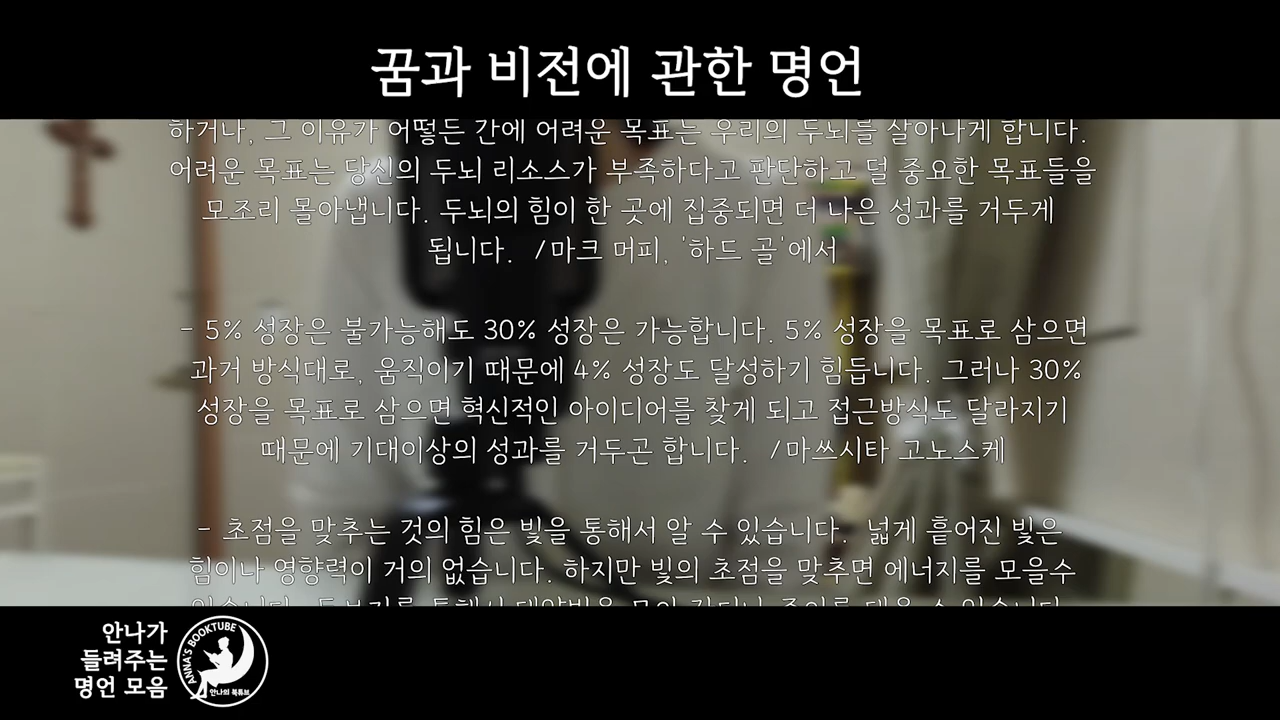 꿈과 비전에 관한 명언
하거나, 그 이유가 어떻든 간에 어려운 목표는 우리의 두뇌를 살아나게 합니다.
어려운 목표는 당신의 두뇌 리소스가 부족하다고 판단하고 덜 중요한 목표들을
모조리 몰아냅니다. 두뇌의 힘이 한 곳에 집중되면 더 나은 성과를 거두게
됩니다. /마크 머피, '하드 골'에서
- 5% 성장은 불가능해도 30% 성장은 가능합니다. 5% 성장을 목표로 삼으면
과거 방식대로, 움직이기 때문에 4% 성장도 달성하기 힘듭니다. 그러나 30%
성장을 목표로 삼으면 혁신적인 아이디어를 찾게 되고 접근방식도 달라지기
때문에 기대이상의 성과를 거두곤 합니다. /마쓰시타 고노스케
- 초점을 맞추는 것의 힘은 빛을 통해서 알 수 있습니다. 넓게 흩어진 빛은
힘이나 영향력이 거의 없습니다. 하지만 빛의 초점을 맞추면 에너지를 모을수
안나가
들려주는
명언 모음
ANNA'S BOOKTUBE
안나의 북튜브